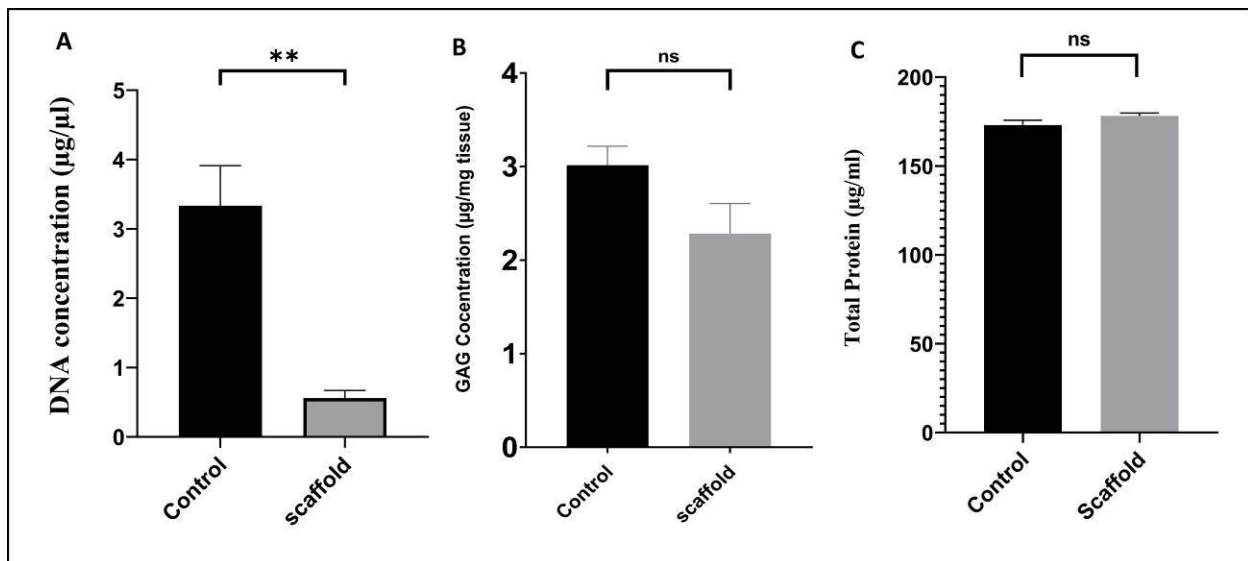 A
**
DNA concentration (µg/µl)
5
4
3
2
1
0
Control
scaffold
B
ns
GAG Cocentration (µg/mg tissue)
4
3
2
1
0
Control
scaffold
C
ns
Total Protein (µg/ml)
200
150
100
50
0
Control
Scaffold